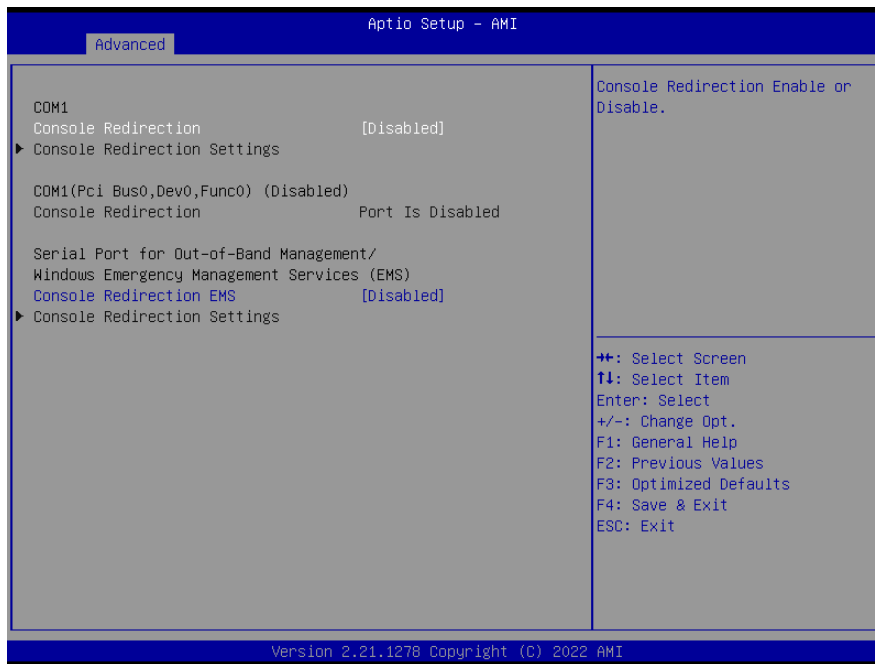 Aptio Setup – AMI
Advanced
COM1
Console Redirection [Disabled]
Console Redirection Settings
COM1(Pci Bus0,Dev0,Func0) (Disabled)
Console Redirection Port Is Disabled
Serial Port for Out-of-Band Management/
Windows Emergency Management Services (EMS)
Console Redirection EMS [Disabled]
Console Redirection Settings
Console Redirection Enable or
Disable.
→←: Select Screen
↑↓: Select Item
Enter: Select
+/-: Change Opt.
F1: General Help
F2: Previous Values
F3: Optimized Defaults
F4: Save & Exit
ESC: Exit
Version 2.21.1278 Copyright (C) 2022 AMI